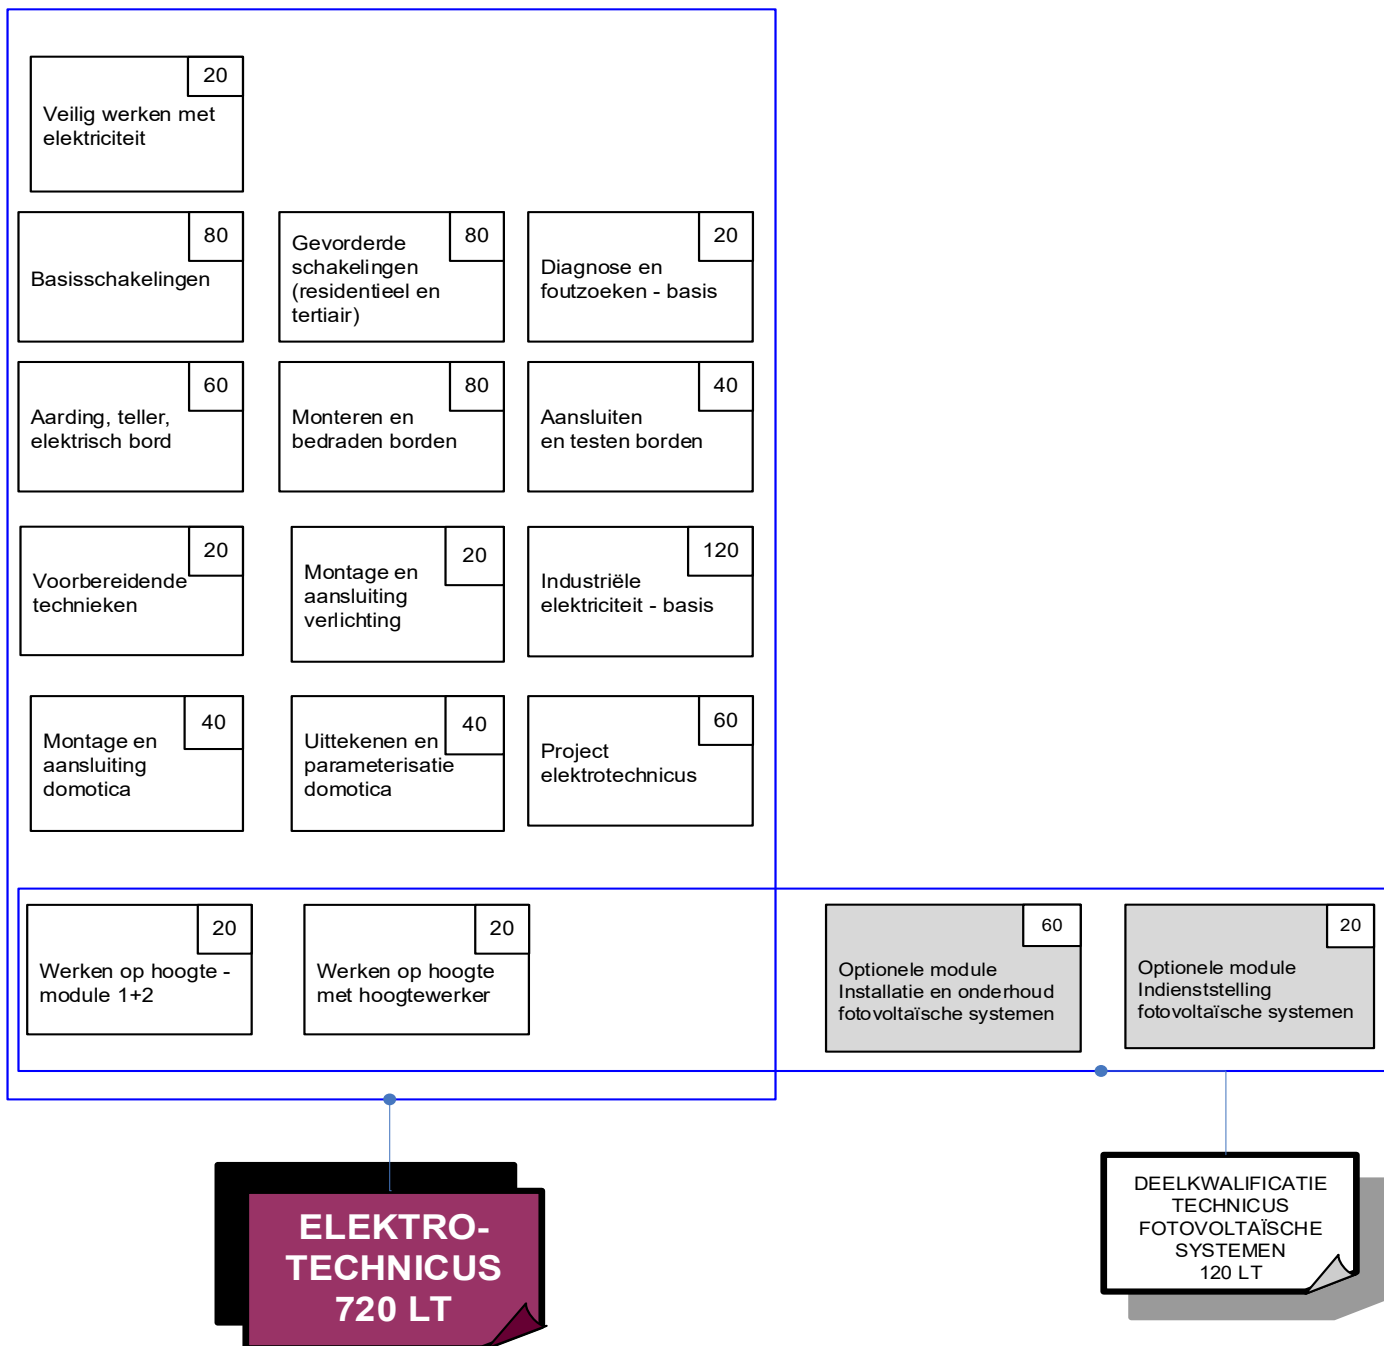 20
Veilig werken met
elektriciteit
80
Basisschakelingen
80
Gevorderde
schakelingen
(residentieel en
tertiair)
20
Diagnose en
foutzoeken - basis
60
Aarding, teller,
elektrisch bord
80
Monteren en
bedraden borden
40
Aansluiten
en testen borden
20
Voorbereidende
technieken
20
Montage en
aansluiting
verlichting
120
Industriële
elektriciteit - basis
40
Montage en
aansluiting
domotica
40
Uittekenen en
parameterisatie
domotica
60
Project
elektrotechnicus
20
Werken op hoogte -
module 1+2
20
Werken op hoogte
met hoogtewerker
60
Optionele module
Installatie en onderhoud
fotovoltaïsche systemen
20
Optionele module
Indienststelling
fotovoltaïsche systemen
ELEKTRO-
TECHNICUS
720 LT
DEELKWALIFICATIE
TECHNICUS
FOTOVOLTAÏSCHE
SYSTEMEN
120 LT